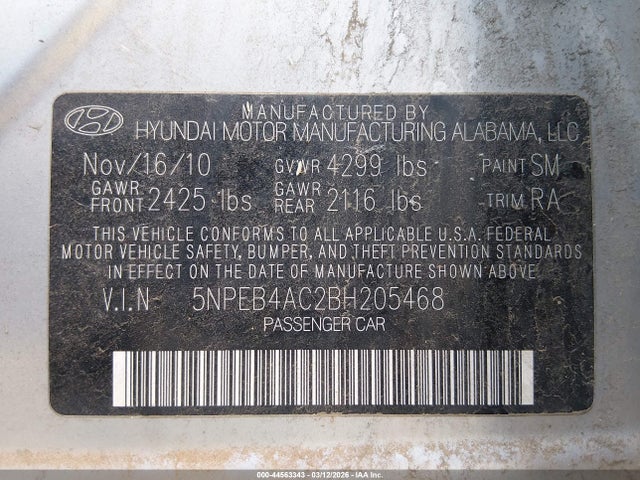 MANUFACTURED BY
HYUNDAI MOTOR MANUFACTURING ALABAMA, LLC
Nov/16/10 GVWR 4299 lbs PAINT SM
GAWR FRONT 2425 lbs GAWR REAR 2116 lbs TRIM RA
THIS VEHICLE CONFORMS TO ALL APPLICABLE U.S.A. FEDERAL
MOTOR VEHICLE SAFETY, BUMPER, AND THEFT PREVENTION STANDARDS
IN EFFECT ON THE DATE OF MANUFACTURE SHOWN ABOVE.
V.I.N 5NPEB4AC2BH205468
PASSENGER CAR
000-44563343 - 03/12/2026 - IAA, Inc.